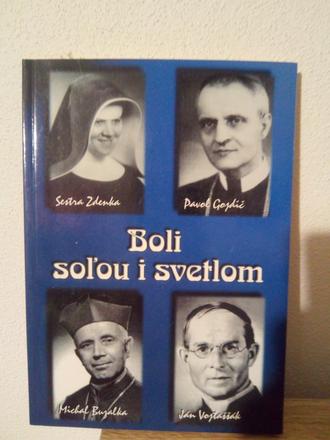 Sestra Zdenka
Pavol Gojdič
Boli
soľou i svetlom
Michal Buzalka
Ján Vojtaššák